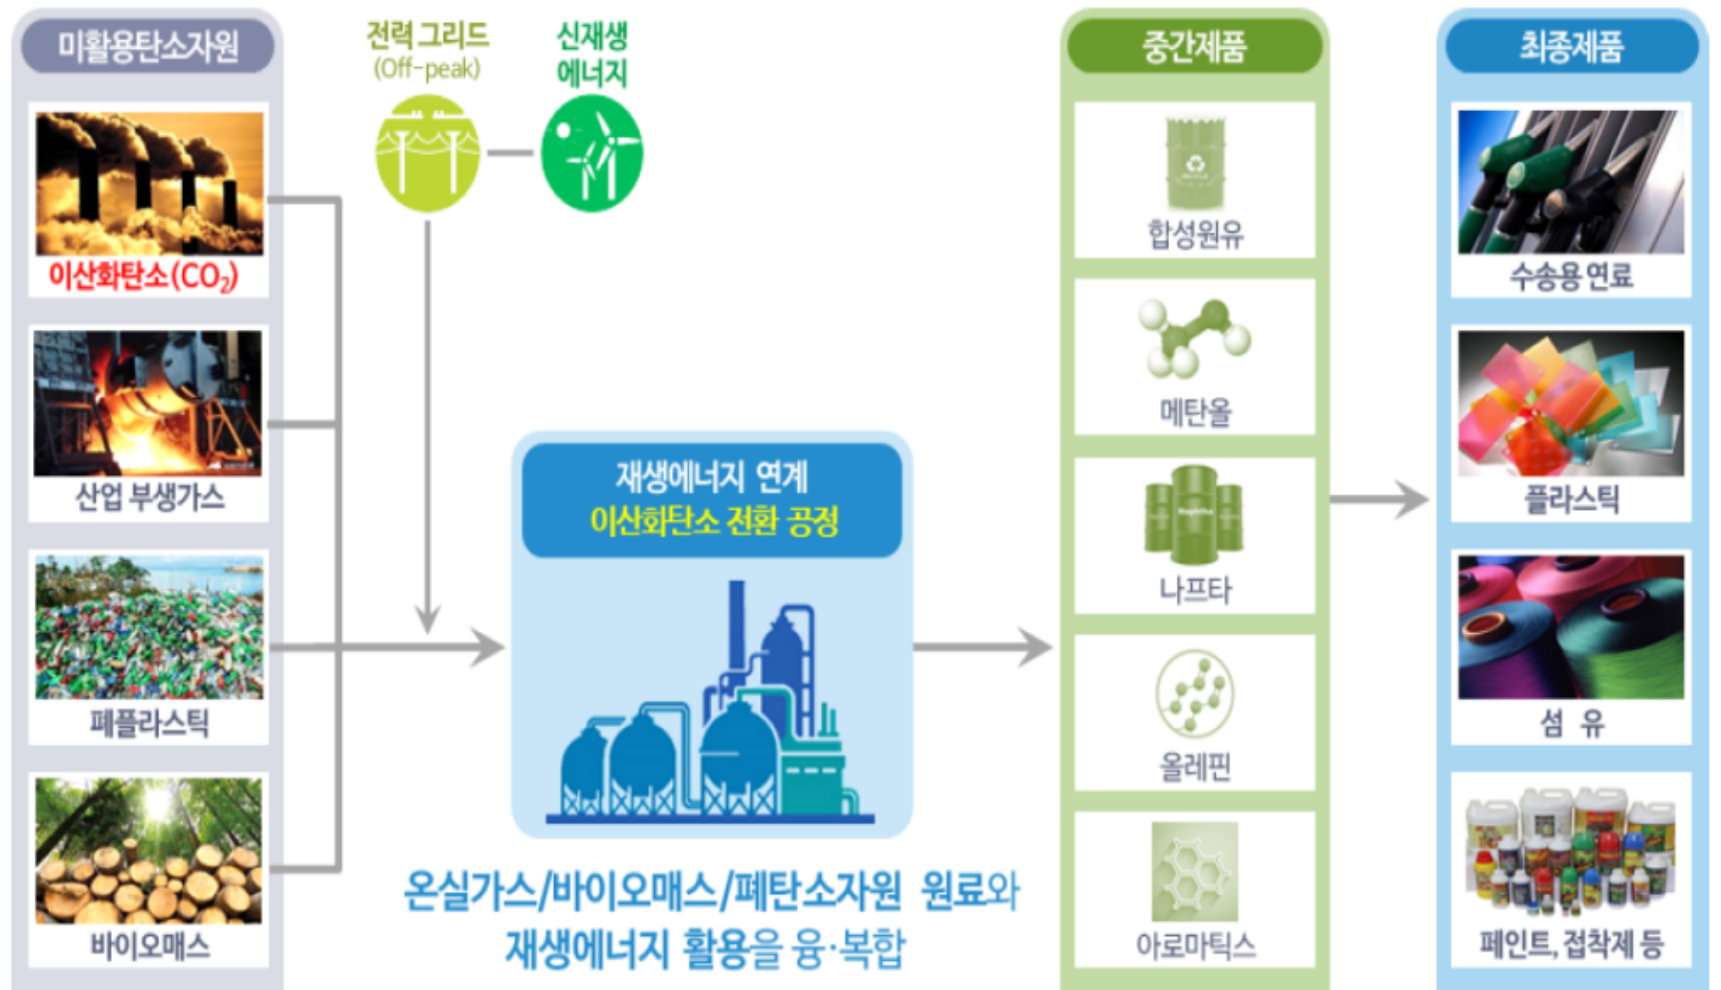 미활용탄소자원
이산화탄소(CO₂)
산업 부생가스
폐플라스틱
바이오매스
전력 그리드
(Off-peak)
신재생
에너지
재생에너지 연계
이산화탄소 전환 공정
온실가스/바이오매스/폐탄소자원 원료와
재생에너지 활용을 융·복합
중간제품
합성원유
메탄올
Naphtha
나프타
올레핀
아로마틱스
최종제품
수송용 연료
플라스틱
섬 유
페인트, 접착제 등